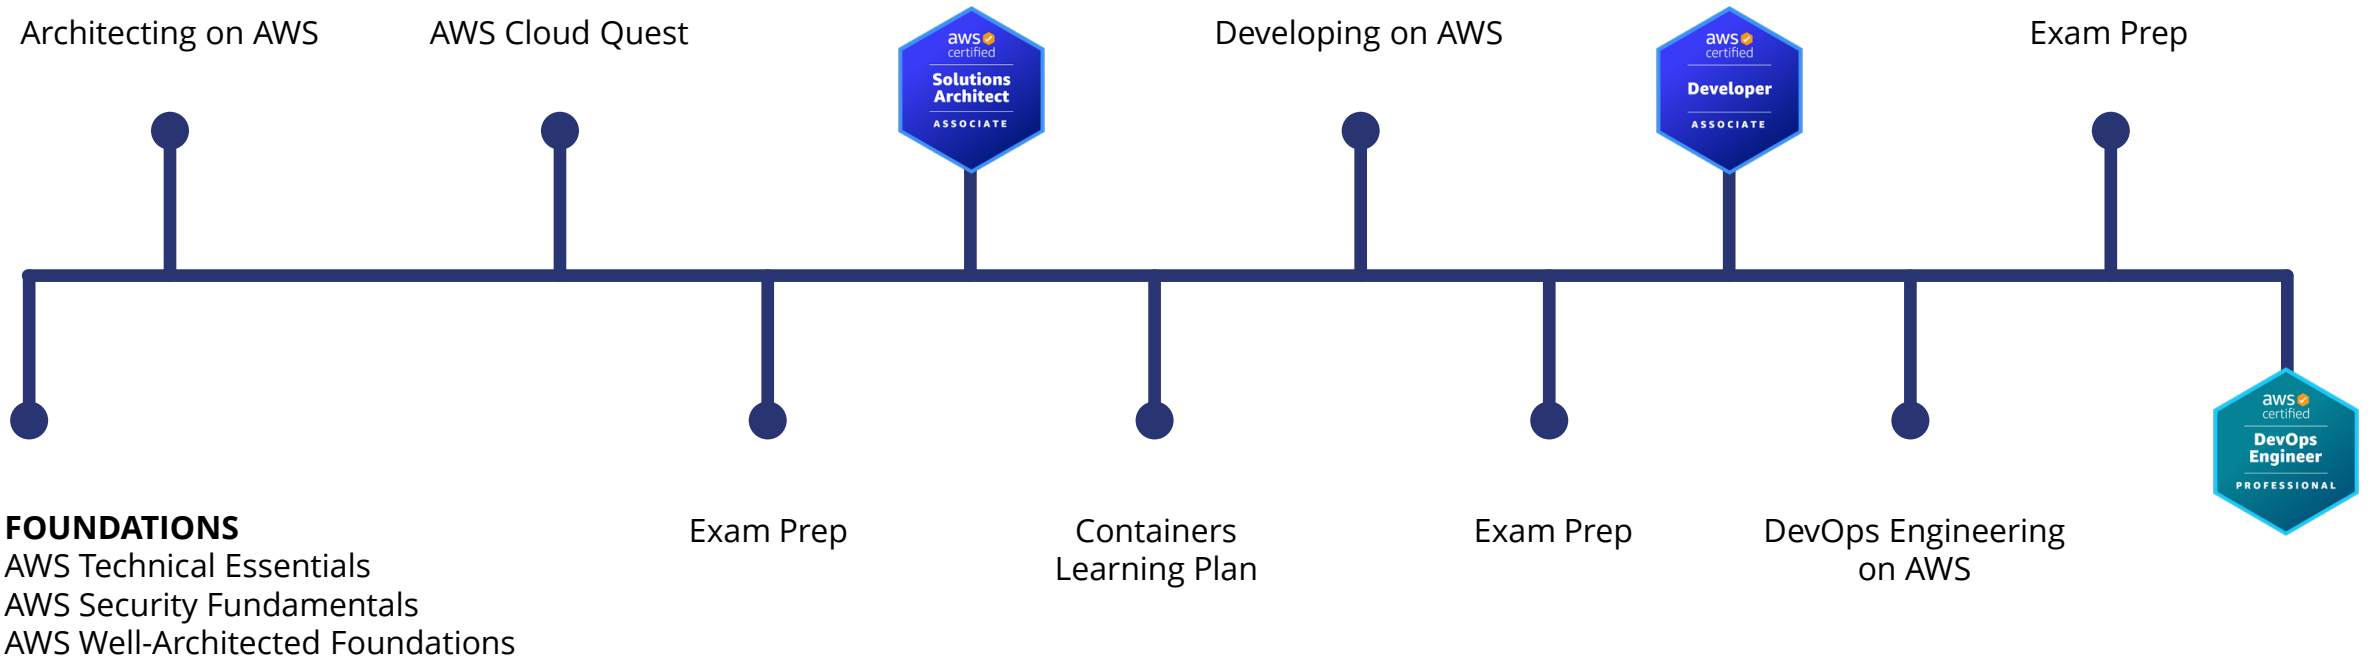 Architecting on AWS
AWS Cloud Quest
aws
certified
Solutions
Architect
ASSOCIATE
Developing on AWS
aws
certified
Developer
ASSOCIATE
Exam Prep
FOUNDATIONS
AWS Technical Essentials
AWS Security Fundamentals
AWS Well-Architected Foundations
Exam Prep
Containers
Learning Plan
Exam Prep
DevOps Engineering
on AWS
aws
certified
DevOps
Engineer
PROFESSIONAL